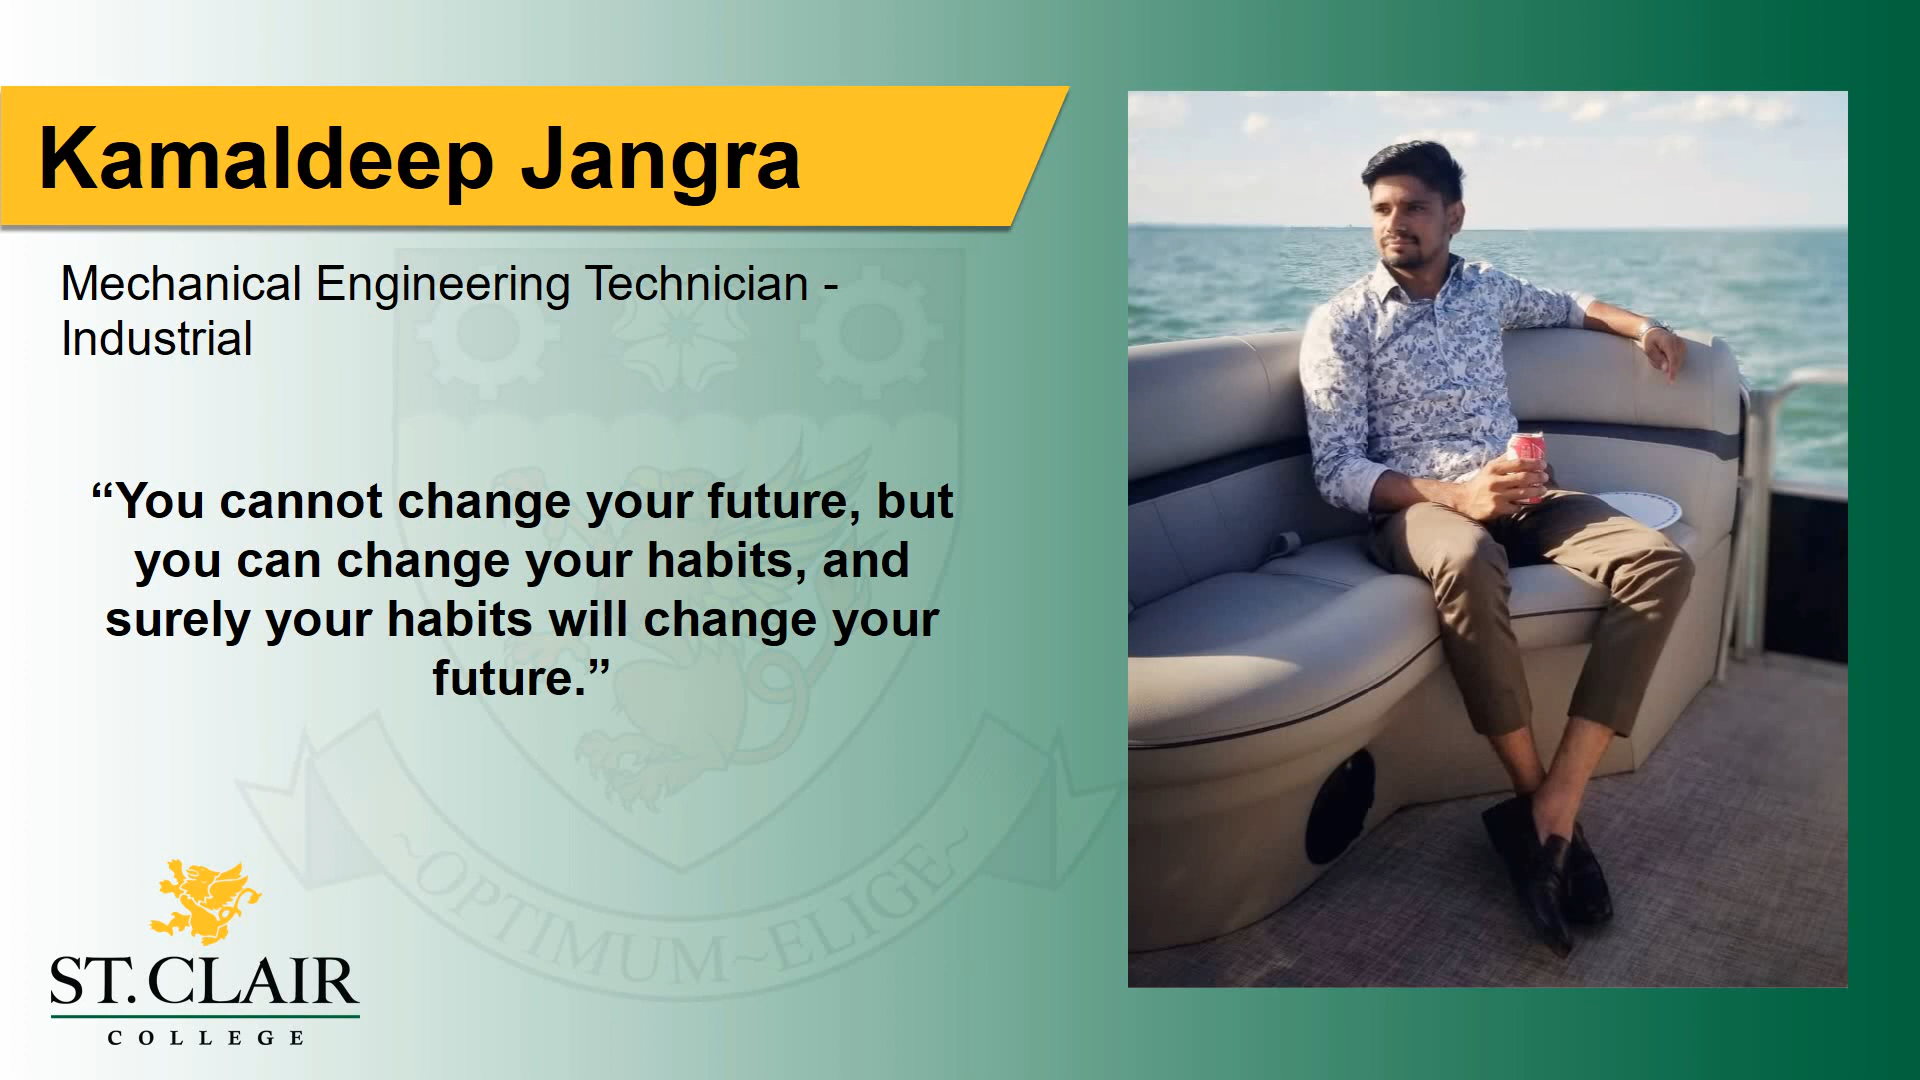 Kamaldeep Jangra
Mechanical Engineering Technician -
Industrial
“You cannot change your future, but
you can change your habits, and
surely your habits will change your
future.”
~OPTIMUM~ELIGE~
ST. CLAIR
COLLEGE